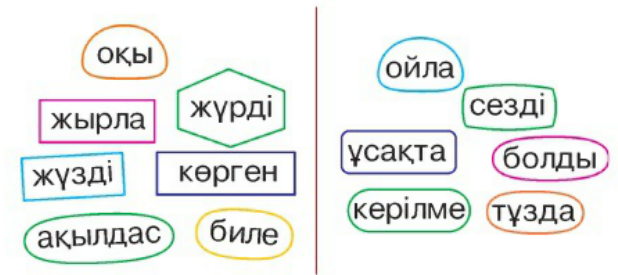 оқы
жырла
жүрді
жүзді
көрген
ақылдас
биле
ойла
сезді
ұсақта
болды
керілме
тұзда